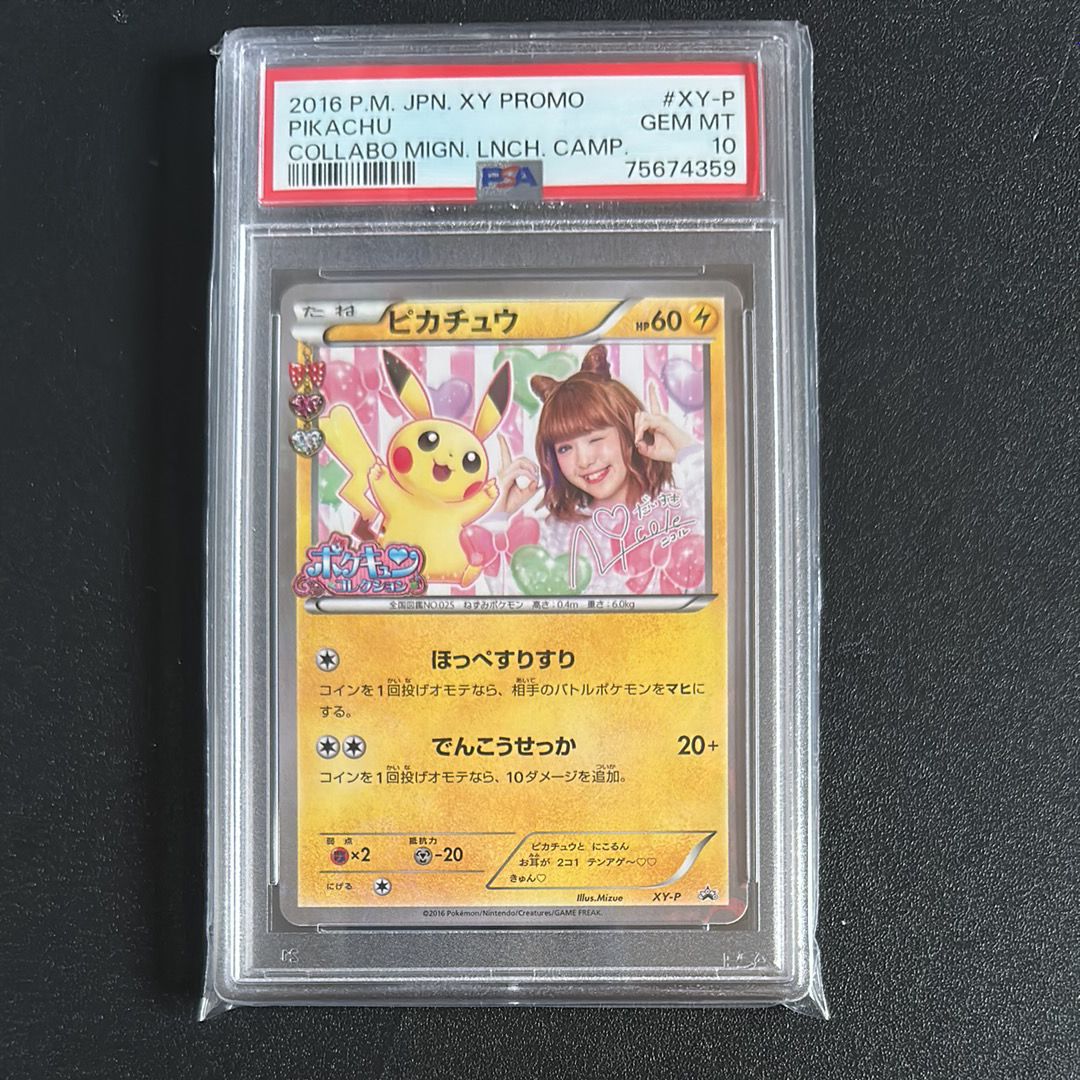 2016 P.M. JPN. XY PROMO #XY-P
PIKACHU GEM MT
COLLABO MIGN. LNCH. CAMP. 10
PSA 75674359
たね ピカチュウ HP60
だいすき
Nicole
ニコル
ポケキュン
コレクション
全国図鑑NO.025 ねずみポケモン 高さ:0.4m 重さ:6.0kg
ほっぺすりすり
コインを1回投げオモテなら、相手のバトルポケモンをマヒに
する。
でんこうせっか 20+
コインを1回投げオモテなら、10ダメージを追加。
弱点 抵抗力
×2 -20
にげる
ピカチュウと にこるん
お耳が 2コ1 テンアゲ〜♡♡
きゅん♡
Illus.Mizue XY-P
©2016 Pokémon/Nintendo/Creatures/GAME FREAK.